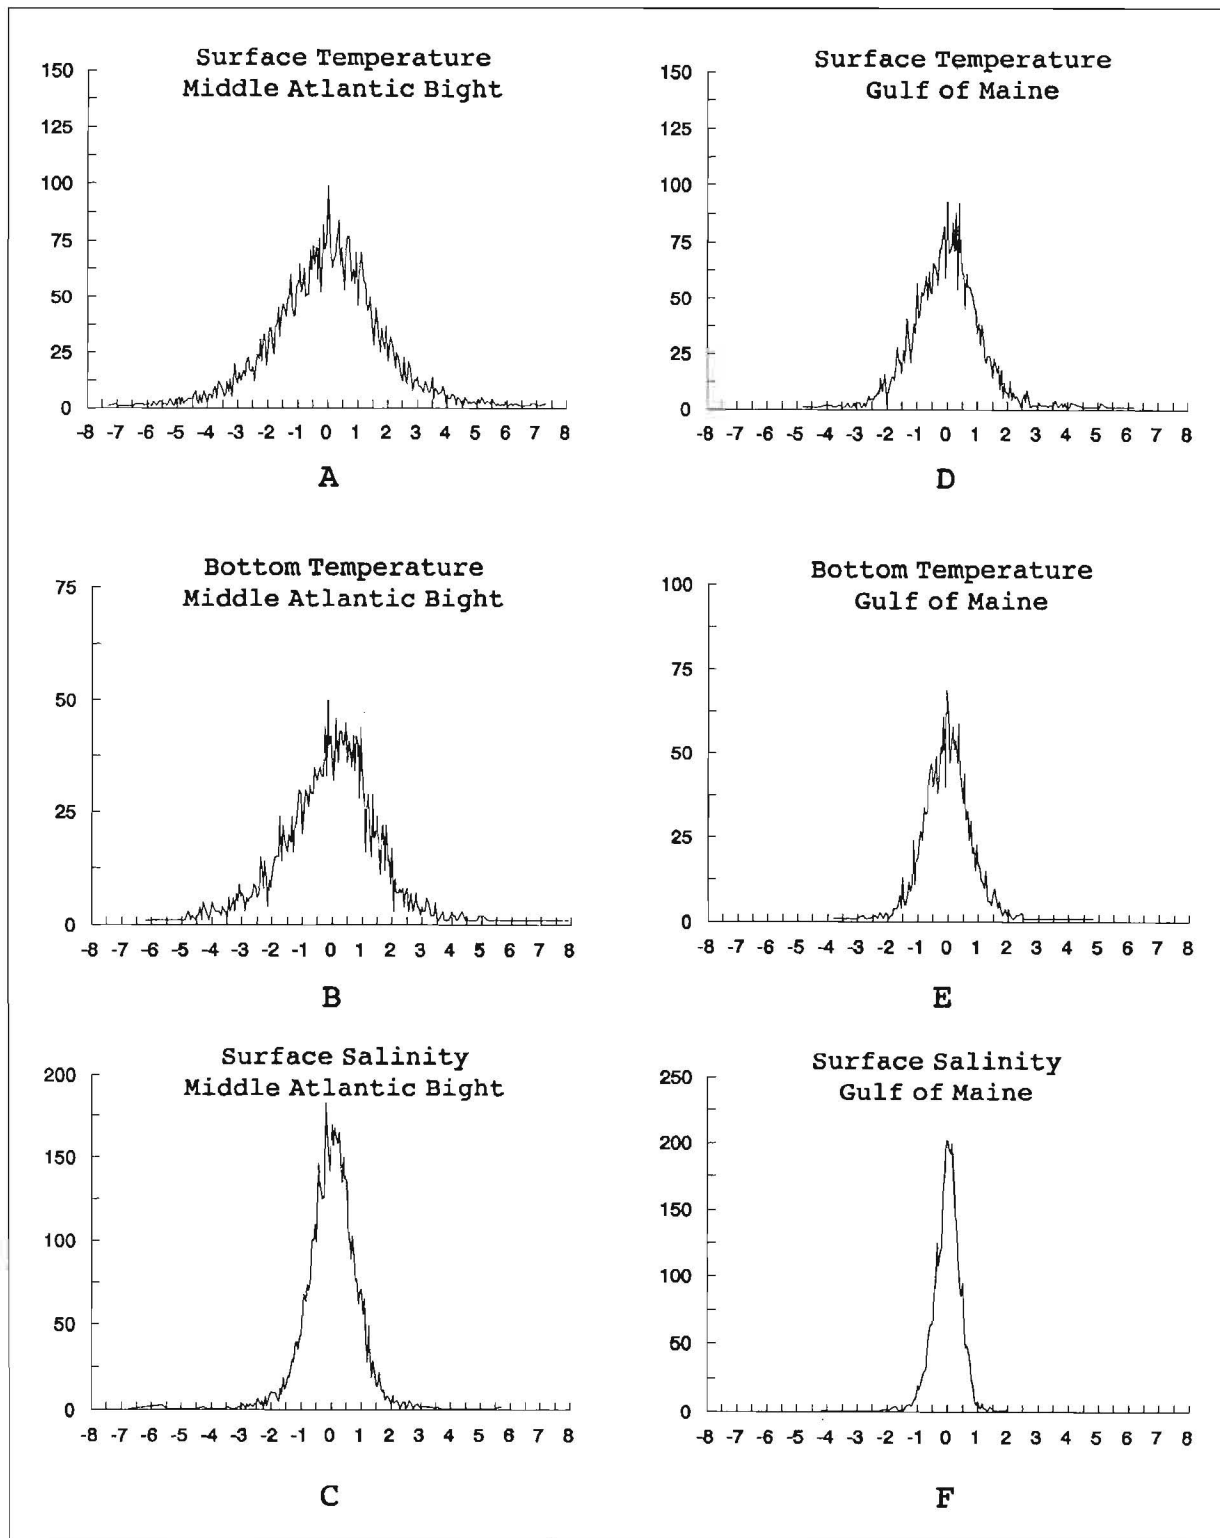 Surface Temperature
Middle Atlantic Bight
150
125
100
75
50
25
0
-8 -7 -6 -5 -4 -3 -2 -1 0 1 2 3 4 5 6 7 8
A
Surface Temperature
Gulf of Maine
150
125
100
75
50
25
0
-8 -7 -6 -5 -4 -3 -2 -1 0 1 2 3 4 5 6 7 8
D
Bottom Temperature
Middle Atlantic Bight
75
50
25
0
-8 -7 -6 -5 -4 -3 -2 -1 0 1 2 3 4 5 6 7 8
B
Bottom Temperature
Gulf of Maine
100
75
50
25
0
-8 -7 -6 -5 -4 -3 -2 -1 0 1 2 3 4 5 6 7 8
E
Surface Salinity
Middle Atlantic Bight
200
150
100
50
0
-8 -7 -6 -5 -4 -3 -2 -1 0 1 2 3 4 5 6 7 8
C
Surface Salinity
Gulf of Maine
250
200
150
100
50
0
-8 -7 -6 -5 -4 -3 -2 -1 0 1 2 3 4 5 6 7 8
F